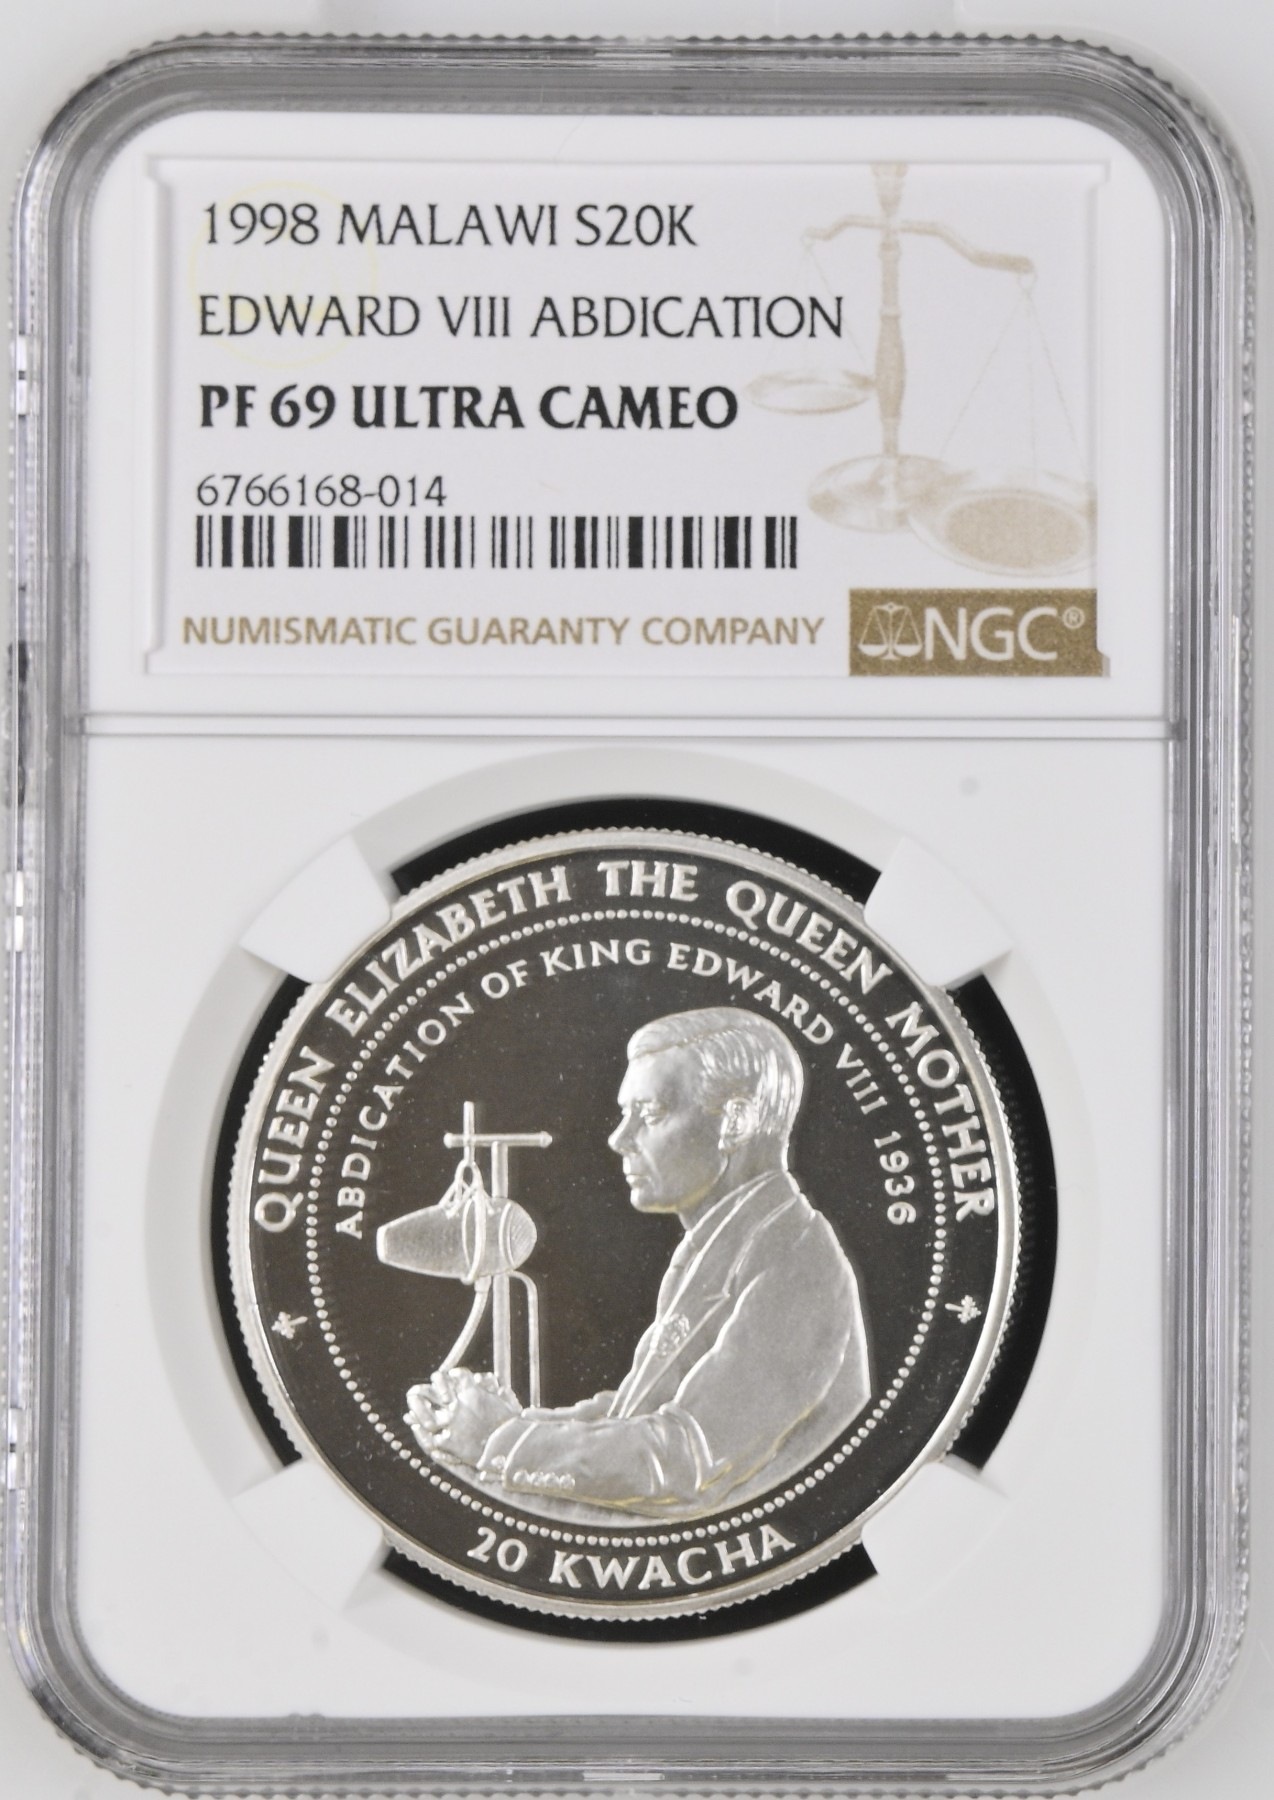 1998 MALAWI S20K
EDWARD VIII ABDICATION
PF 69 ULTRA CAMEO
6766168-014
NUMISMATIC GUARANTY COMPANY
NGC®
QUEEN ELIZABETH THE QUEEN MOTHER
ABDICATION OF KING EDWARD VIII 1936
20 KWACHA